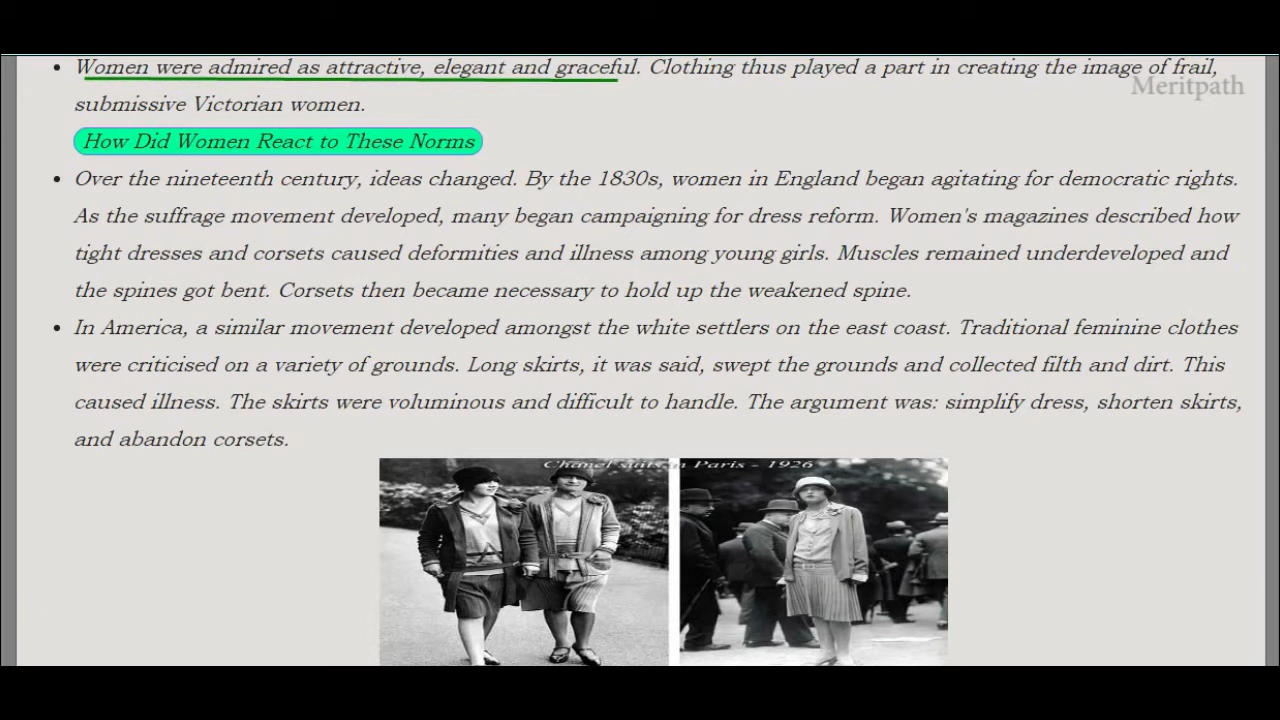 Women were admired as attractive, elegant and graceful. Clothing thus played a part in creating the image of frail,
Meritpath
submissive Victorian women.
How Did Women React to These Norms
Over the nineteenth century, ideas changed. By the 1830s, women in England began agitating for democratic rights.
As the suffrage movement developed, many began campaigning for dress reform. Women's magazines described how
tight dresses and corsets caused deformities and illness among young girls. Muscles remained underdeveloped and
the spines got bent. Corsets then became necessary to hold up the weakened spine.
In America, a similar movement developed amongst the white settlers on the east coast. Traditional feminine clothes
were criticised on a variety of grounds. Long skirts, it was said, swept the grounds and collected filth and dirt. This
caused illness. The skirts were voluminous and difficult to handle. The argument was: simplify dress, shorten skirts,
and abandon corsets.
Chanel suits in Paris - 1926